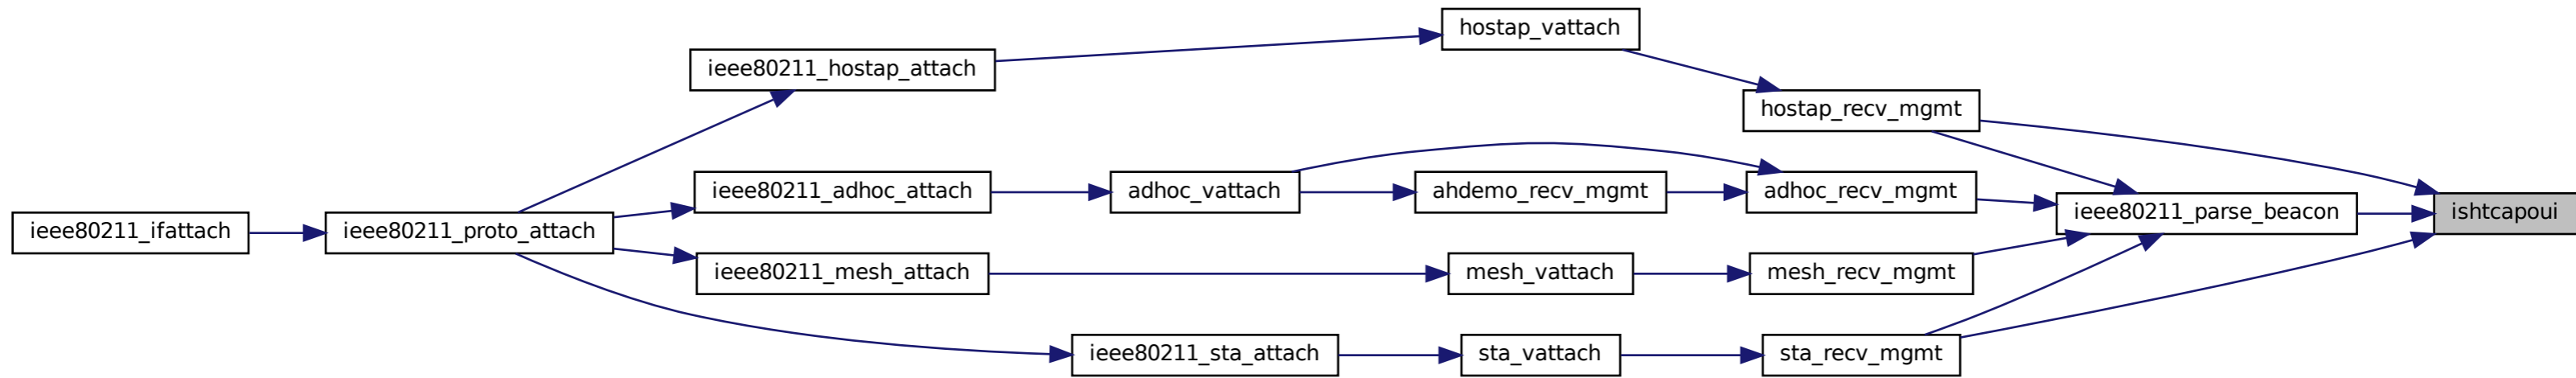 hostap_vattach
ieee80211_hostap_attach
hostap_recv_mgmt
ieee80211_adhoc_attach
adhoc_vattach
ahdemo_recv_mgmt
adhoc_recv_mgmt
ieee80211_parse_beacon
ishtcapoui
ieee80211_ifattach
ieee80211_proto_attach
ieee80211_mesh_attach
mesh_vattach
mesh_recv_mgmt
ieee80211_sta_attach
sta_vattach
sta_recv_mgmt